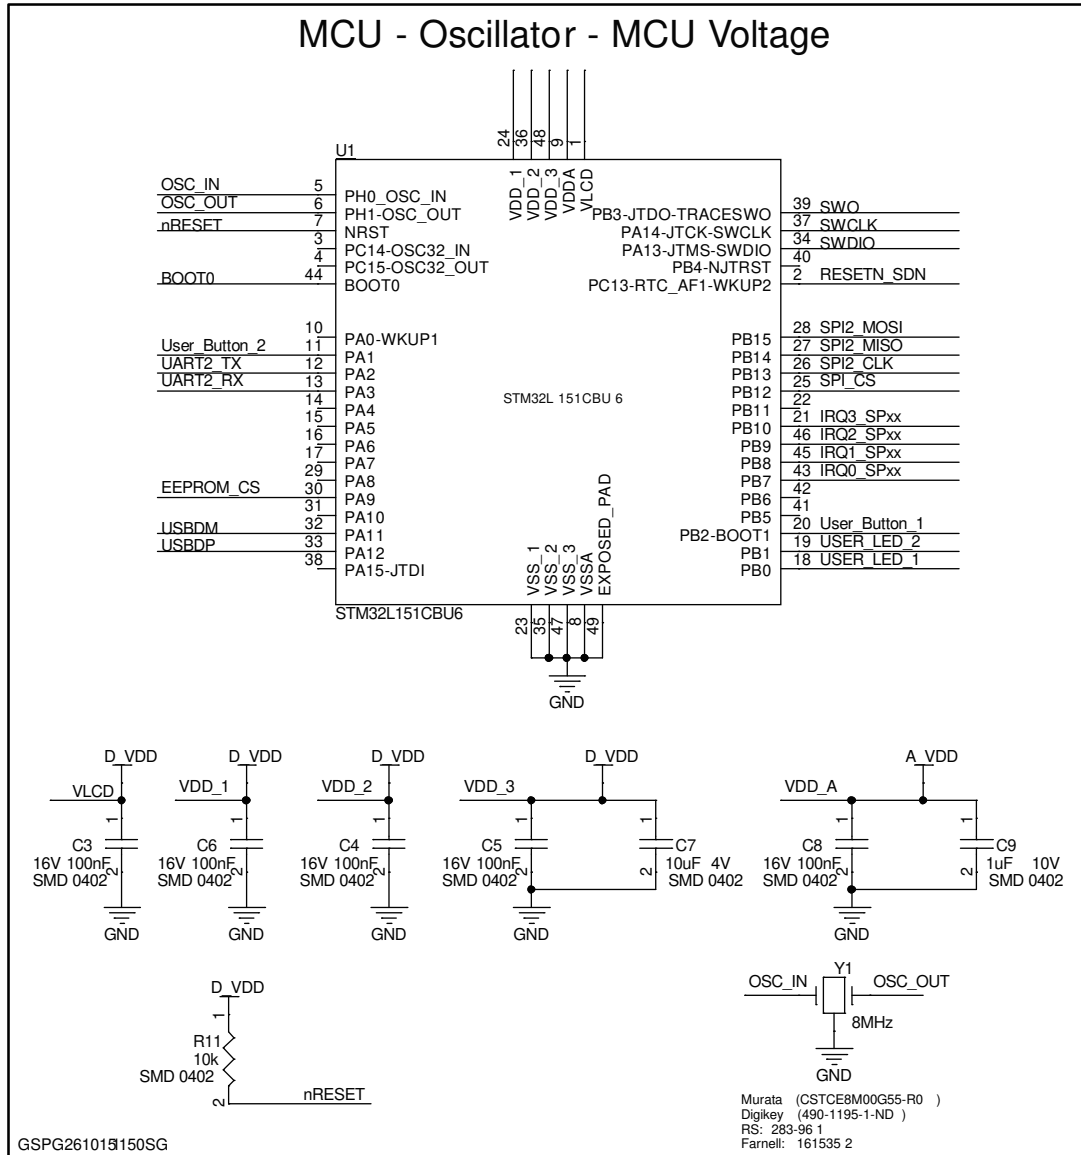 MCU - Oscillator - MCU Voltage
24 36 48 9 1
U1
VDD_1 VDD_2 VDD_3 VDDA VLCD
OSC_IN 5 PH0_OSC_IN
OSC_OUT 6 PH1-OSC_OUT
nRESET 7 NRST
3 PC14-OSC32_IN
4 PC15-OSC32_OUT
BOOT0 44 BOOT0
PB3-JTDO-TRACESWO 39 SWO
PA14-JTCK-SWCLK 37 SWCLK
PA13-JTMS-SWDIO 34 SWDIO
PB4-NJTRST 40
PC13-RTC_AF1-WKUP2 2 RESETN_SDN
10 PA0-WKUP1
User_Button_2 11 PA1
UART2_TX 12 PA2
UART2_RX 13 PA3
14 PA4
15 PA5
16 PA6
17 PA7
29 PA8
EEPROM_CS 30 PA9
31 PA10
USBDM 32 PA11
USBDP 33 PA12
38 PA15-JTDI
STM32L 151CBU 6
PB15 28 SPI2_MOSI
PB14 27 SPI2_MISO
PB13 26 SPI2_CLK
PB12 25 SPI_CS
PB11 22
PB10 21 IRQ3_SPxx
PB9 46 IRQ2_SPxx
PB8 45 IRQ1_SPxx
PB7 43 IRQ0_SPxx
PB6 42
PB5 41
PB2-BOOT1 20 User_Button_1
PB1 19 USER_LED_2
PB0 18 USER_LED_1
VSS_1 VSS_2 VSS_3 VSSA EXPOSED_PAD
STM32L151CBU6
23 35 47 8 49
GND
D_VDD
VLCD
1
C3
16V 100nF
SMD 0402
2
GND
D_VDD
VDD_1
1
C6
16V 100nF
SMD 0402
2
GND
D_VDD
VDD_2
1
C4
16V 100nF
SMD 0402
2
GND
D_VDD
VDD_3
1
C5
16V 100nF
SMD 0402
2
GND
1
C7
10uF 4V
SMD 0402
2
A_VDD
VDD_A
1
C8
16V 100nF
SMD 0402
2
GND
1
C9
1uF 10V
SMD 0402
2
D_VDD
1
R11
10k
SMD 0402
2
nRESET
Y1
OSC_IN OSC_OUT
8MHz
GND
Murata (CSTCE8M00G55-R0 )
Digikey (490-1195-1-ND )
RS: 283-96 1
Farnell: 161535 2